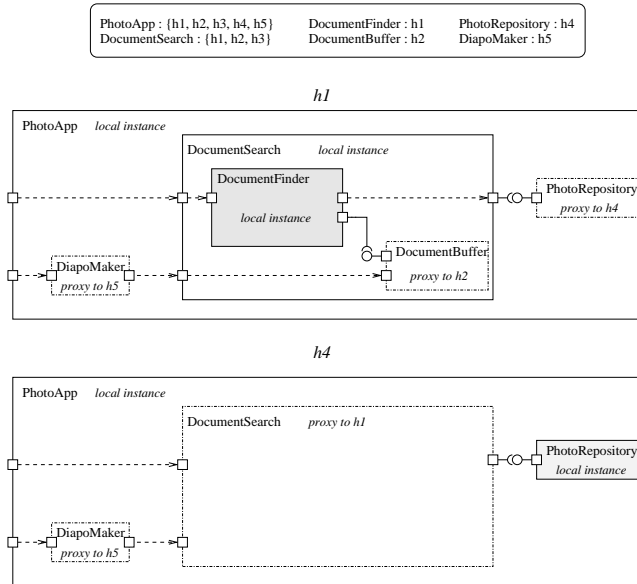 PhotoApp : {h1, h2, h3, h4, h5} DocumentFinder : h1 PhotoRepository : h4
DocumentSearch : {h1, h2, h3} DocumentBuffer : h2 DiapoMaker : h5
h1
PhotoApp local instance
DocumentSearch local instance
DocumentFinder
local instance
PhotoRepository
proxy to h4
DocumentBuffer
proxy to h2
DiapoMaker
proxy to h5
h4
PhotoApp local instance
DocumentSearch proxy to h1
PhotoRepository
local instance
DiapoMaker
proxy to h5